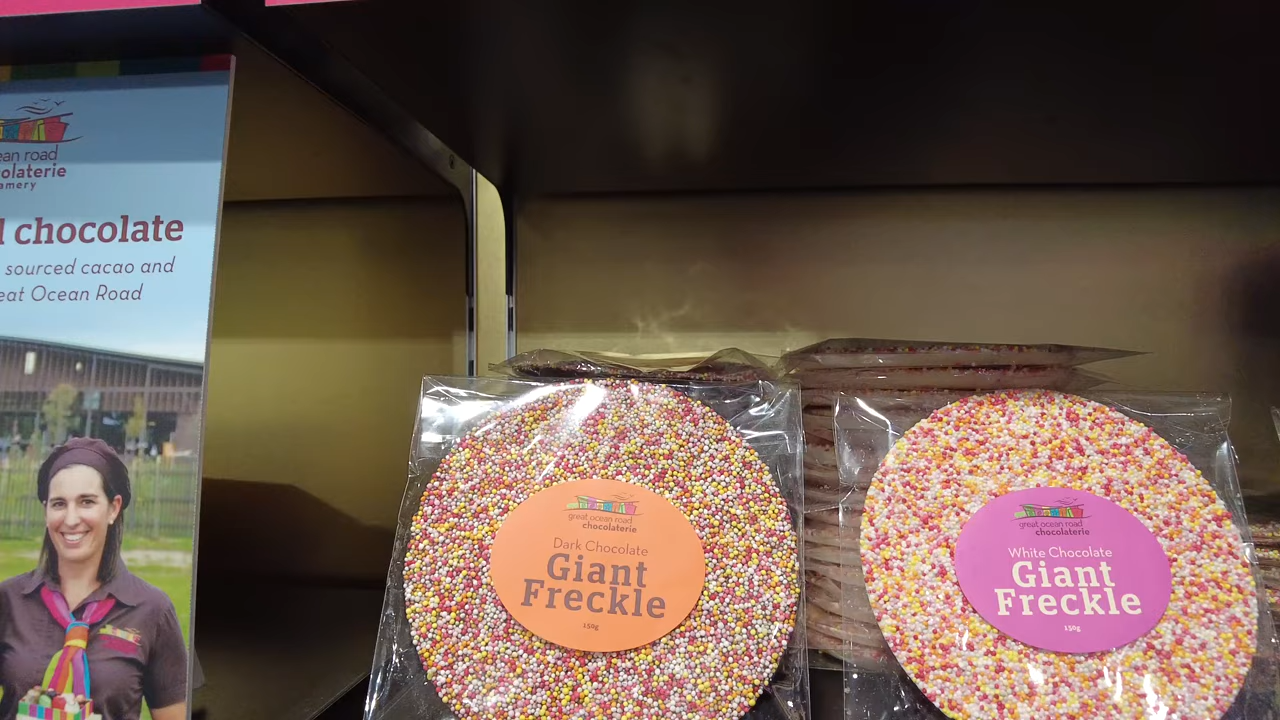 ean road
olaterie
amery
l chocolate
sourced cacao and
eat Ocean Road
great ocean road
chocolaterie
Dark Chocolate
Giant
Freckle
150g
great ocean road
chocolaterie
White Chocolate
Giant
Freckle
150g